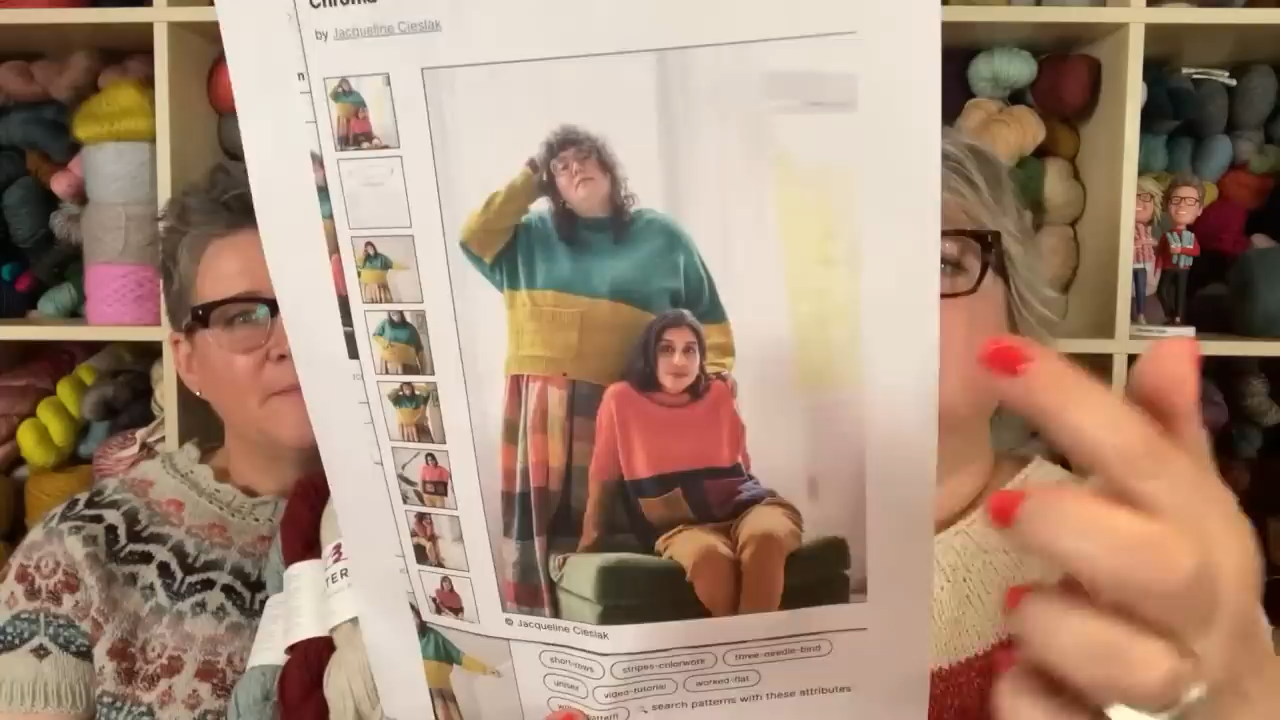 Chroma
by Jacqueline Cieslak
n
© Jacqueline Cieslak
short-rows stripes-colorwork three-needle-bind
unisex video-tutorial worked-flat
search patterns with these attributes